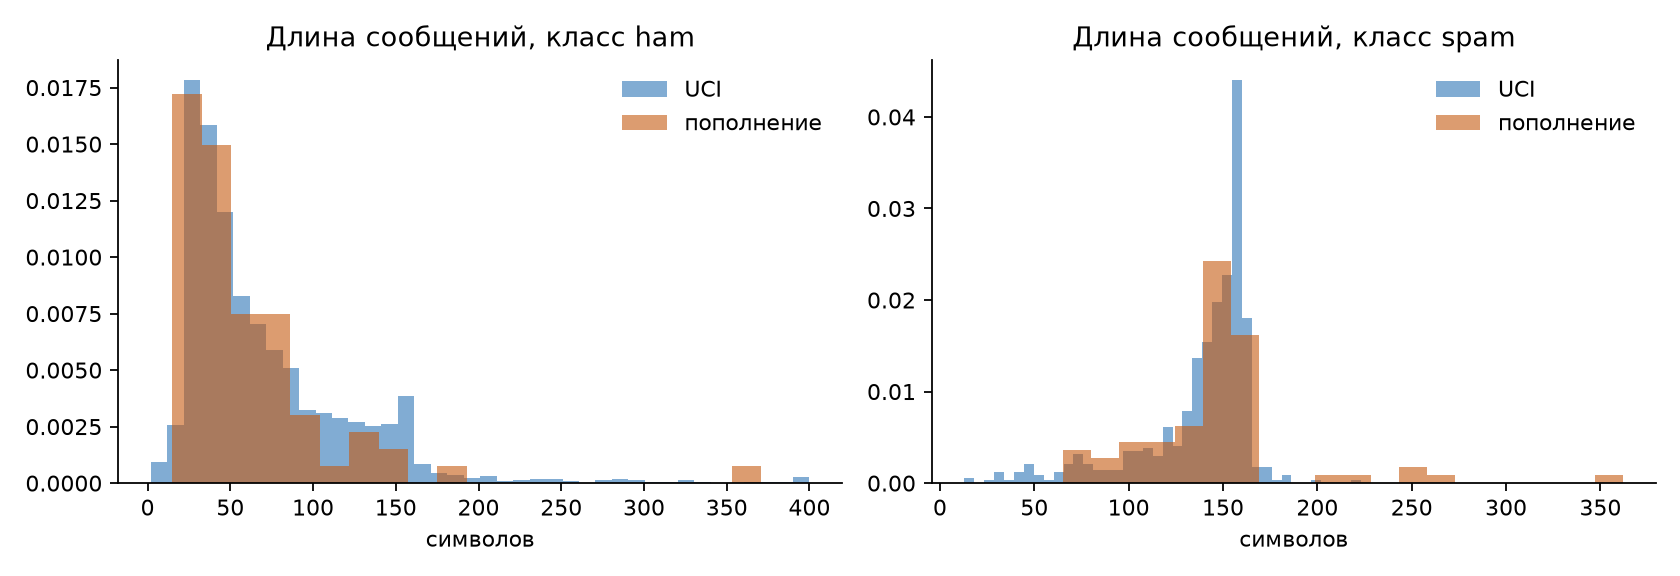 Длина сообщений, класс ham
UCI
пополнение
0.0175
0.0150
0.0125
0.0100
0.0075
0.0050
0.0025
0.0000
0 50 100 150 200 250 300 350 400
символов
Длина сообщений, класс spam
UCI
пополнение
0.04
0.03
0.02
0.01
0.00
0 50 100 150 200 250 300 350
символов